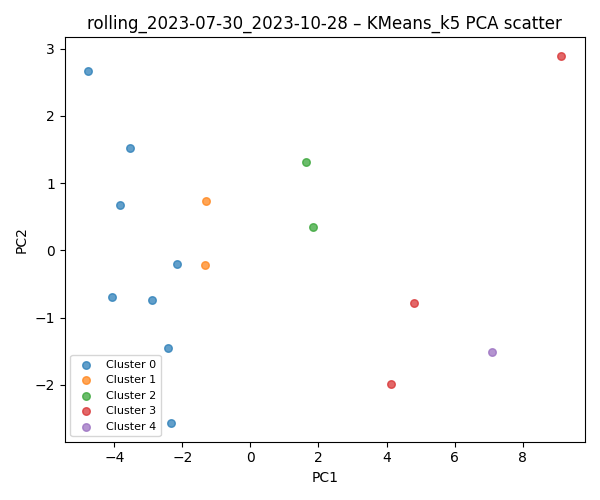 rolling_2023-07-30_2023-10-28 – KMeans_k5 PCA scatter
3
2
1
0
−1
−2
PC2
Cluster 0
Cluster 1
Cluster 2
Cluster 3
Cluster 4
−4 −2 0 2 4 6 8
PC1